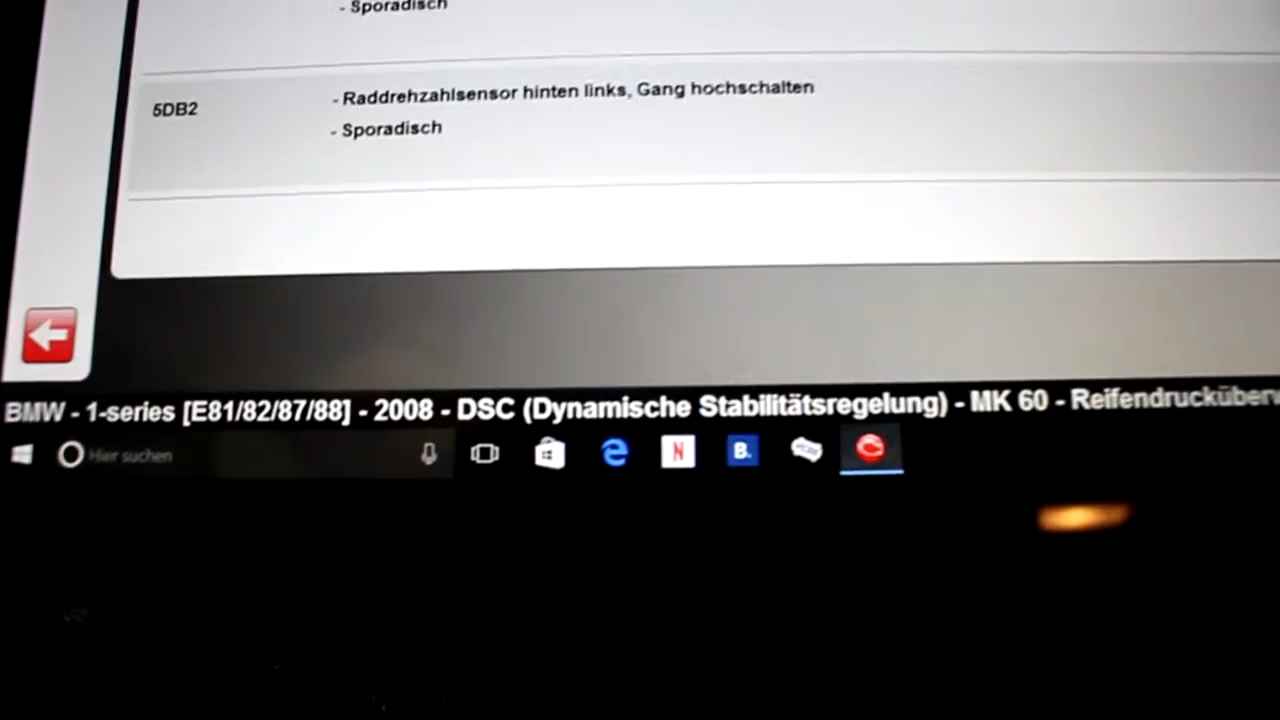 - Sporadisch
5DB2
- Raddrehzahlsensor hinten links, Gang hochschalten
- Sporadisch
BMW - 1-series [E81/82/87/88] - 2008 - DSC (Dynamische Stabilitätsregelung) - MK 60 - Reifendrucküberw
Hier suchen
N
B.